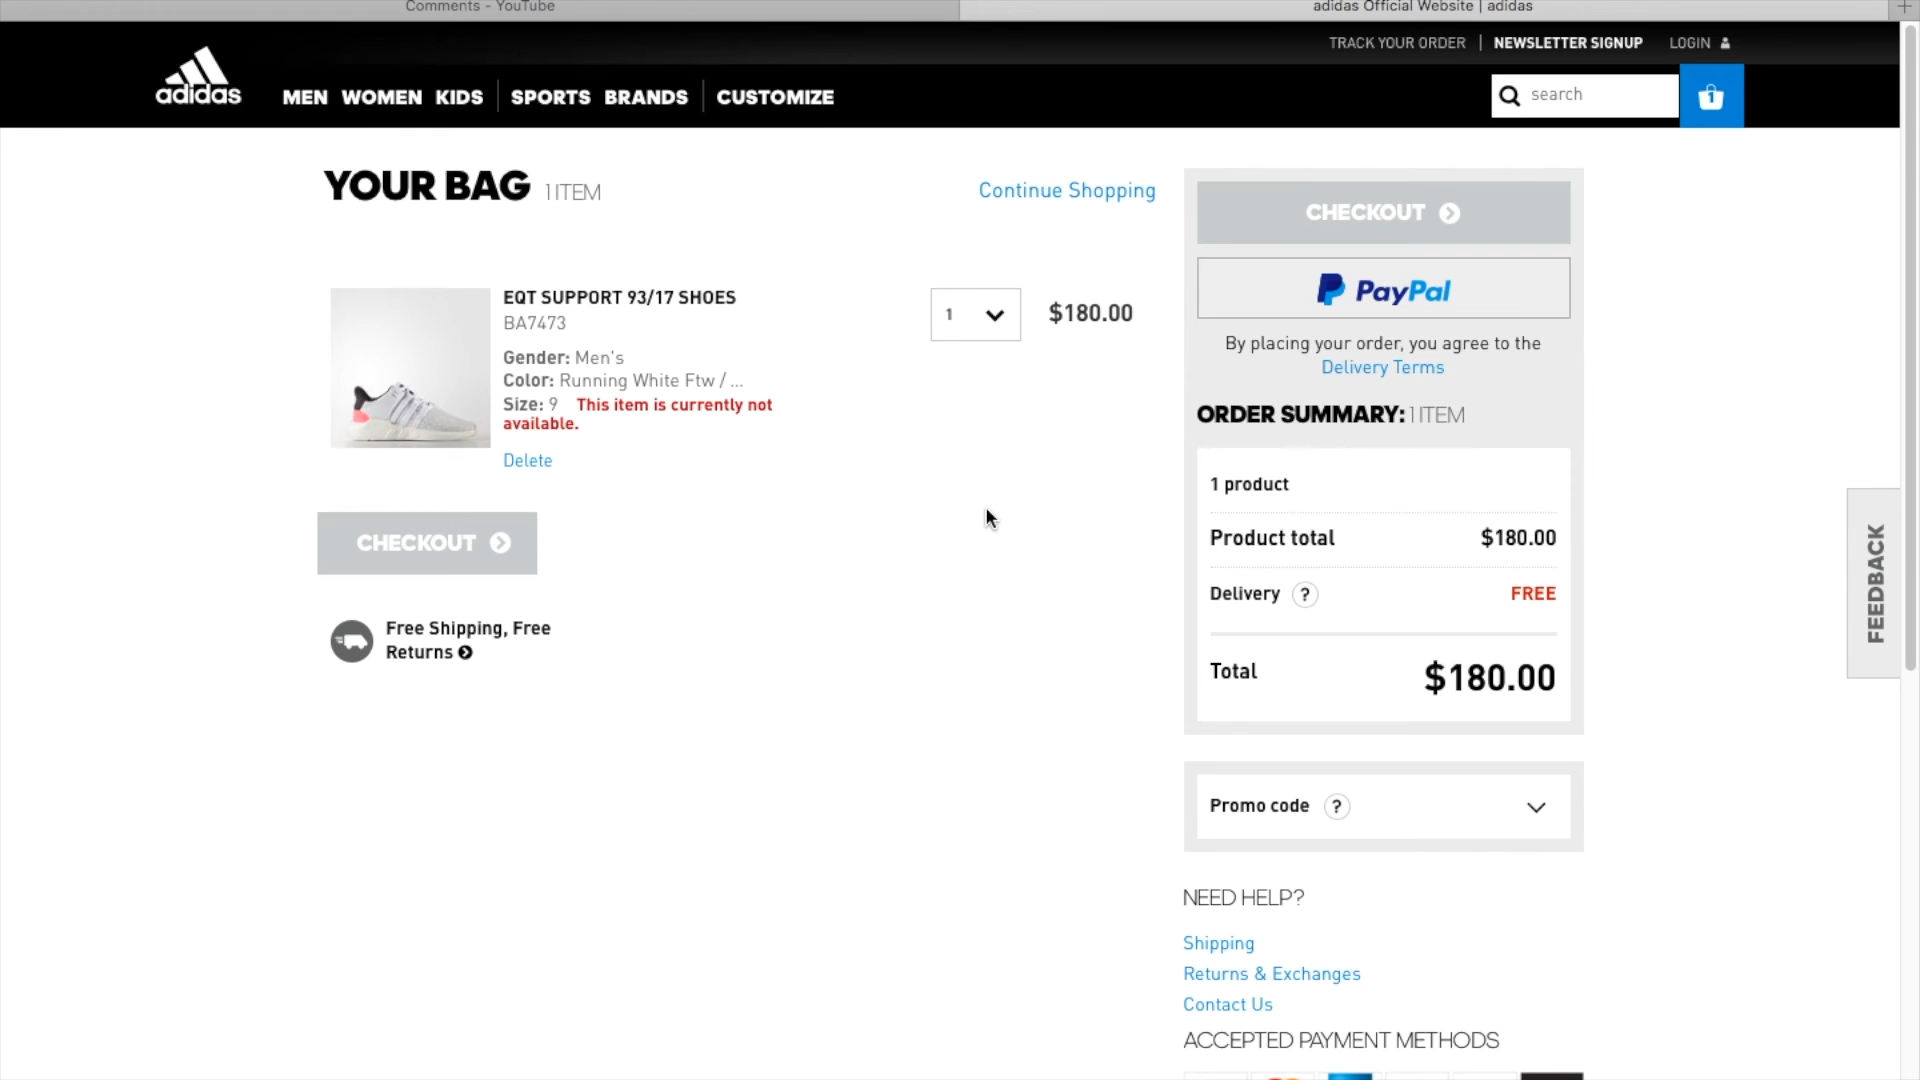 Comments - YouTube
adidas Official Website | adidas
TRACK YOUR ORDER | NEWSLETTER SIGNUP LOGIN
adidas
MEN WOMEN KIDS SPORTS BRANDS CUSTOMIZE
search
1
YOUR BAG 1 ITEM
Continue Shopping
EQT SUPPORT 93/17 SHOES
BA7473
Gender: Men's
Color: Running White Ftw / ...
Size: 9 This item is currently not
available.
Delete
1
$180.00
CHECKOUT
Free Shipping, Free
Returns
CHECKOUT
PayPal
By placing your order, you agree to the
Delivery Terms
ORDER SUMMARY: 1 ITEM
1 product
Product total $180.00
Delivery ? FREE
Total $180.00
Promo code ?
NEED HELP?
Shipping
Returns & Exchanges
Contact Us
ACCEPTED PAYMENT METHODS
FEEDBACK